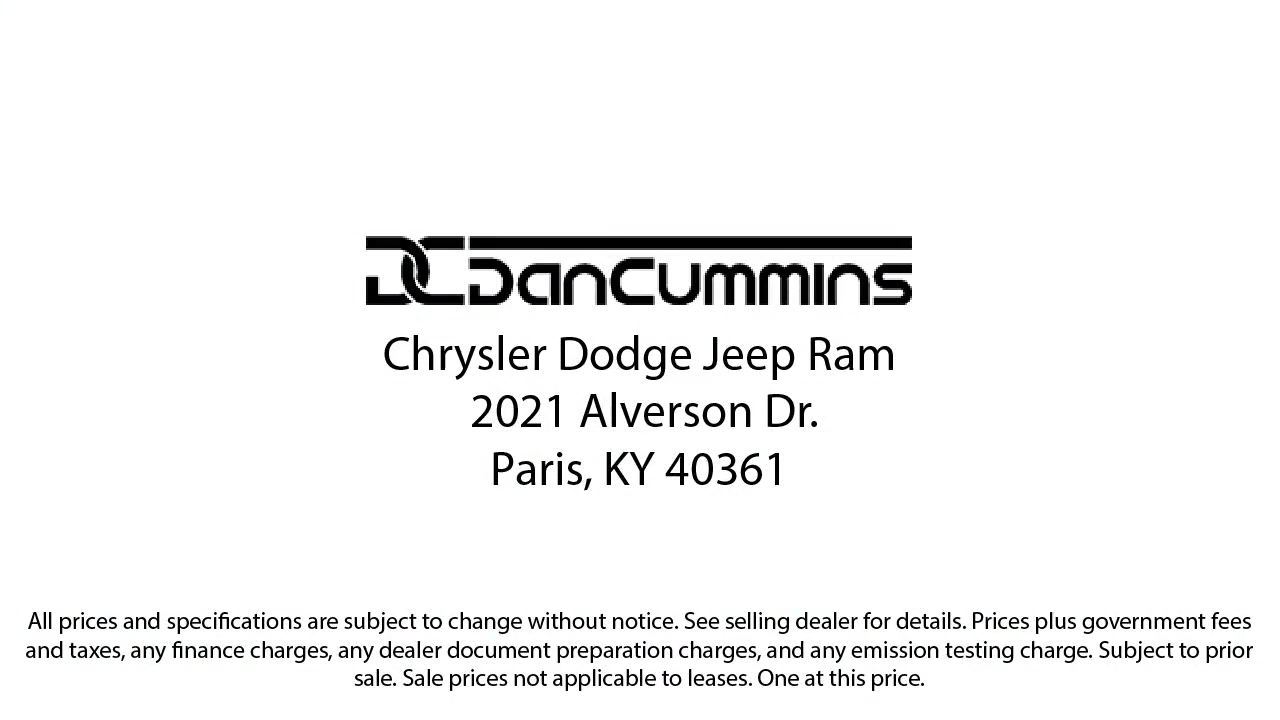 DC DanCummins
Chrysler Dodge Jeep Ram
2021 Alverson Dr.
Paris, KY 40361
All prices and specifications are subject to change without notice. See selling dealer for details. Prices plus government fees
and taxes, any finance charges, any dealer document preparation charges, and any emission testing charge. Subject to prior
sale. Sale prices not applicable to leases. One at this price.